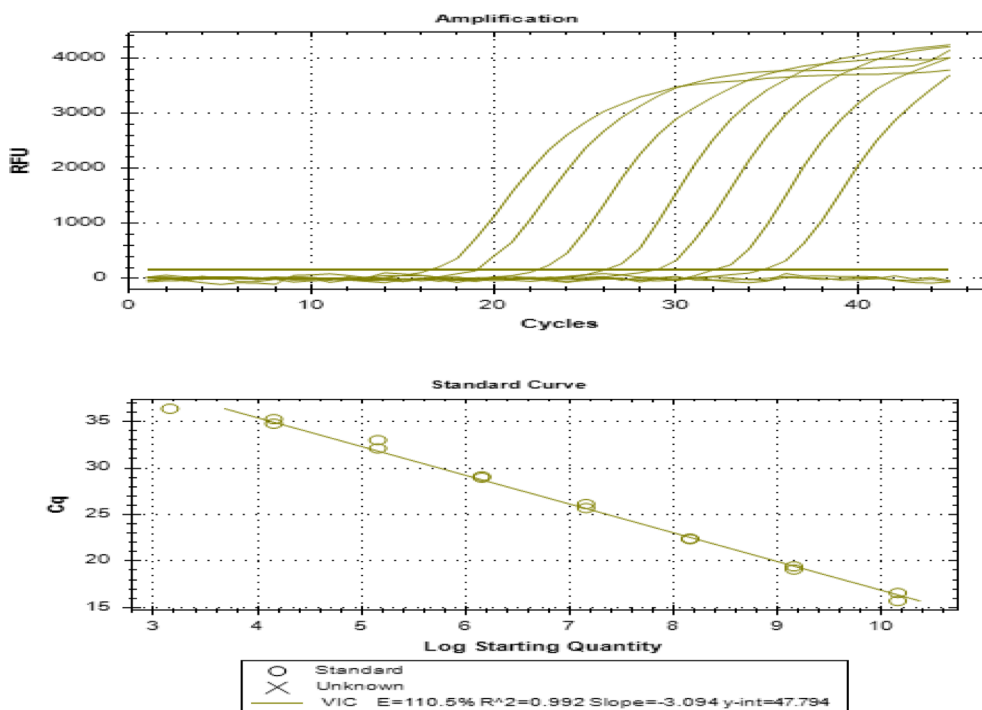 Amplification
4000
3000
2000
1000
0
RFU
0 10 20 30 40
Cycles
Standard Curve
35
30
25
20
15
Cq
3 4 5 6 7 8 9 10
Log Starting Quantity
Standard
Unknown
VIC E=110.5% R^2=0.992 Slope=-3.094 y-int=47.794